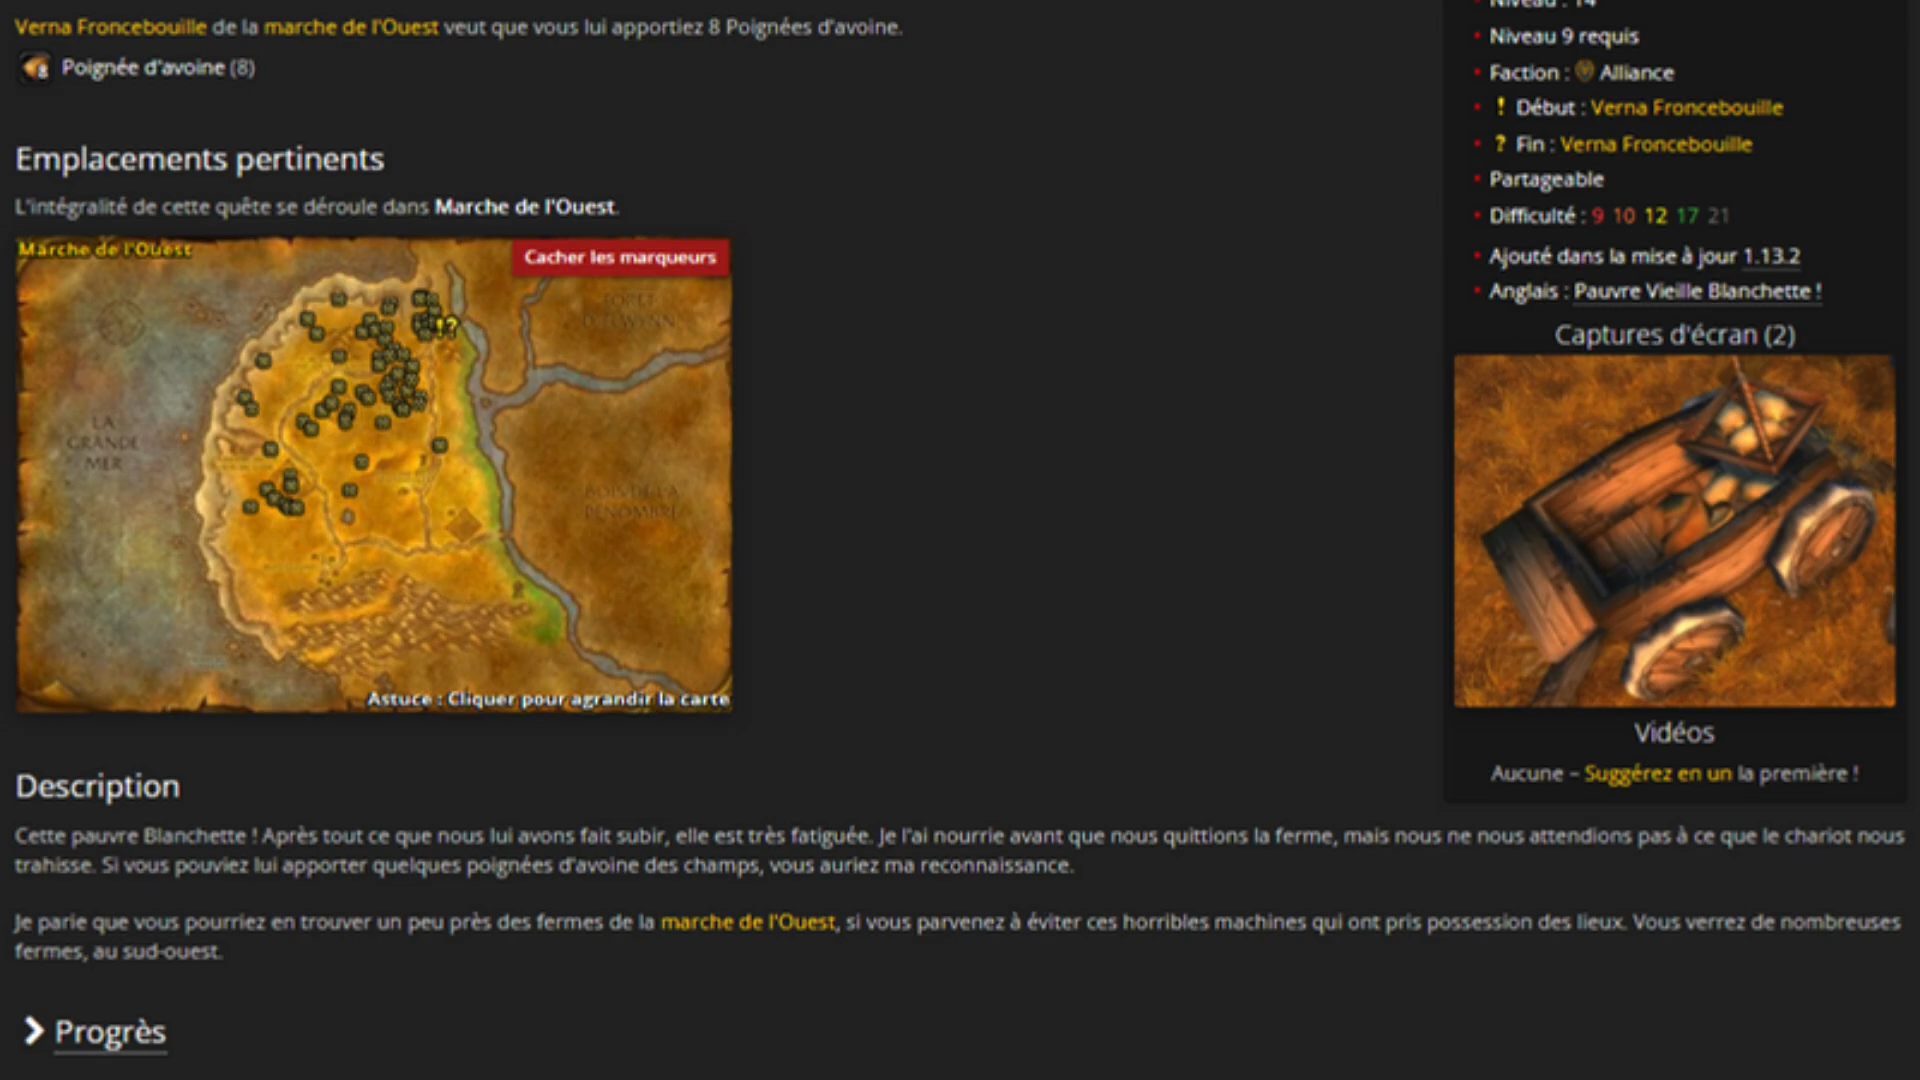 Verna Froncebouille de la marche de l'Ouest veut que vous lui apportiez 8 Poignées d'avoine.
Poignée d'avoine (8)
Emplacements pertinents
L'intégralité de cette quête se déroule dans Marche de l'Ouest.
Marche de l'Ouest
Cacher les marqueurs
LA
GRANDE
MER
Astuce : Cliquer pour agrandir la carte
Description
Cette pauvre Blanchette ! Après tout ce que nous lui avons fait subir, elle est très fatiguée. Je l'ai nourrie avant que nous quittions la ferme, mais nous ne nous attendions pas à ce que le chariot nous
trahisse. Si vous pouviez lui apporter quelques poignées d'avoine des champs, vous auriez ma reconnaissance.
Je parie que vous pourriez en trouver un peu près des fermes de la marche de l'Ouest, si vous parvenez à éviter ces horribles machines qui ont pris possession des lieux. Vous verrez de nombreuses
fermes, au sud-ouest.
Progrès
Niveau : 14
Niveau 9 requis
Faction : Alliance
! Début : Verna Froncebouille
? Fin : Verna Froncebouille
Partageable
Difficulté : 9 10 12 17 21
Ajouté dans la mise à jour 1.13.2
Anglais : Pauvre Vieille Blanchette !
Captures d'écran (2)
Vidéos
Aucune – Suggérez en un la première !